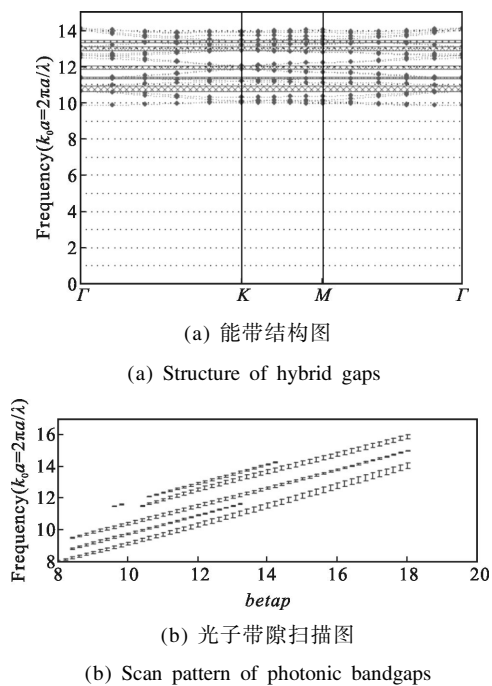 14
12
10
8
6
4
2
0
Frequency(k₀a=2πa/λ)
Γ K M Γ
(a) 能带结构图
(a) Structure of hybrid gaps
16
14
12
10
8
Frequency(k₀a=2πa/λ)
8 10 12 14 16 18 20
betap
(b) 光子带隙扫描图
(b) Scan pattern of photonic bandgaps